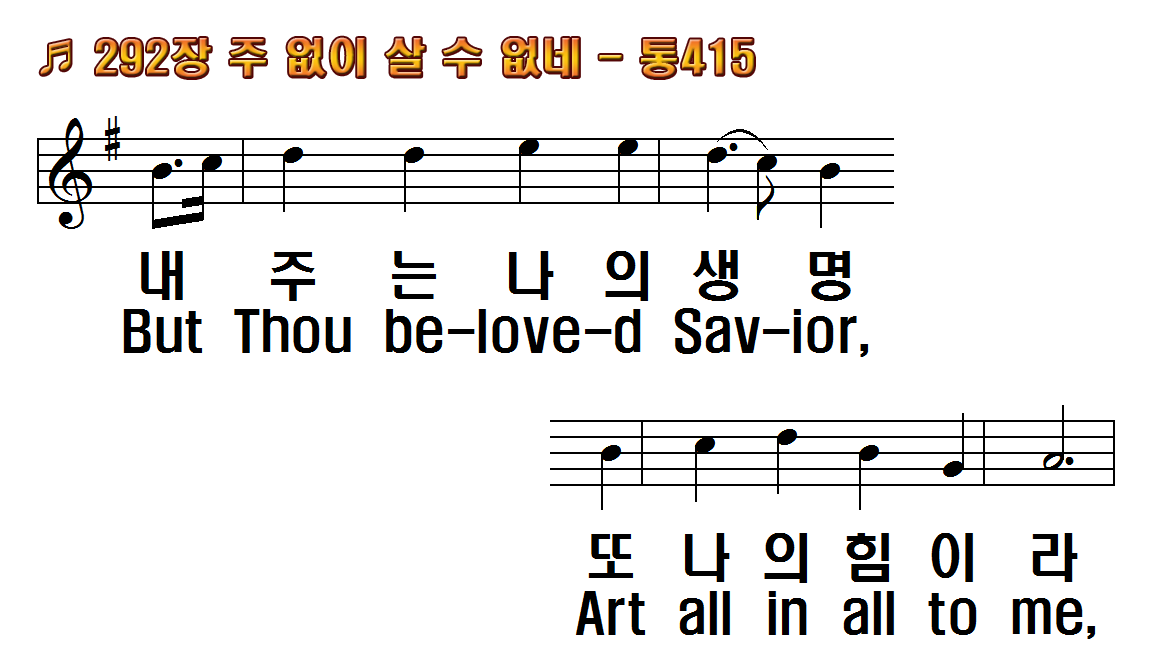 ♬ 292장 주 없이 살 수 없네 - 통415
내 주 는 나 의 생 명
But Thou be-love-d Sav-ior,
또 나 의 힘 이 라
Art all in all to me,